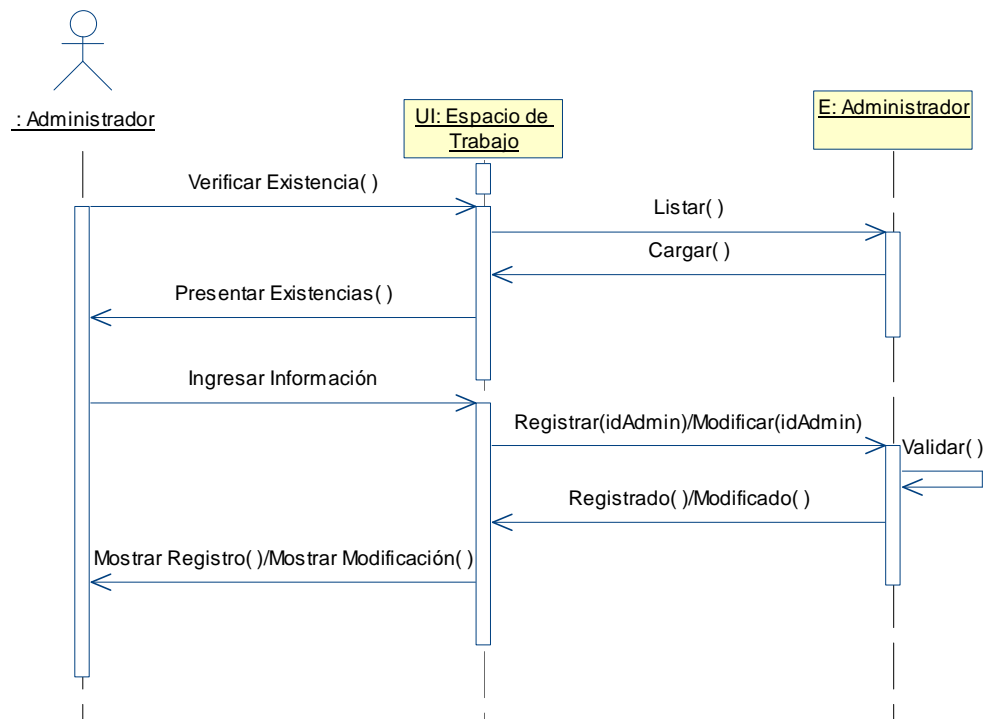 : Administrador
UI: Espacio de
Trabajo
E: Administrador
Verificar Existencia( )
Listar( )
Cargar( )
Presentar Existencias( )
Ingresar Información
Registrar(idAdmin)/Modificar(idAdmin)
Validar( )
Registrado( )/Modificado( )
Mostrar Registro( )/Mostrar Modificación( )